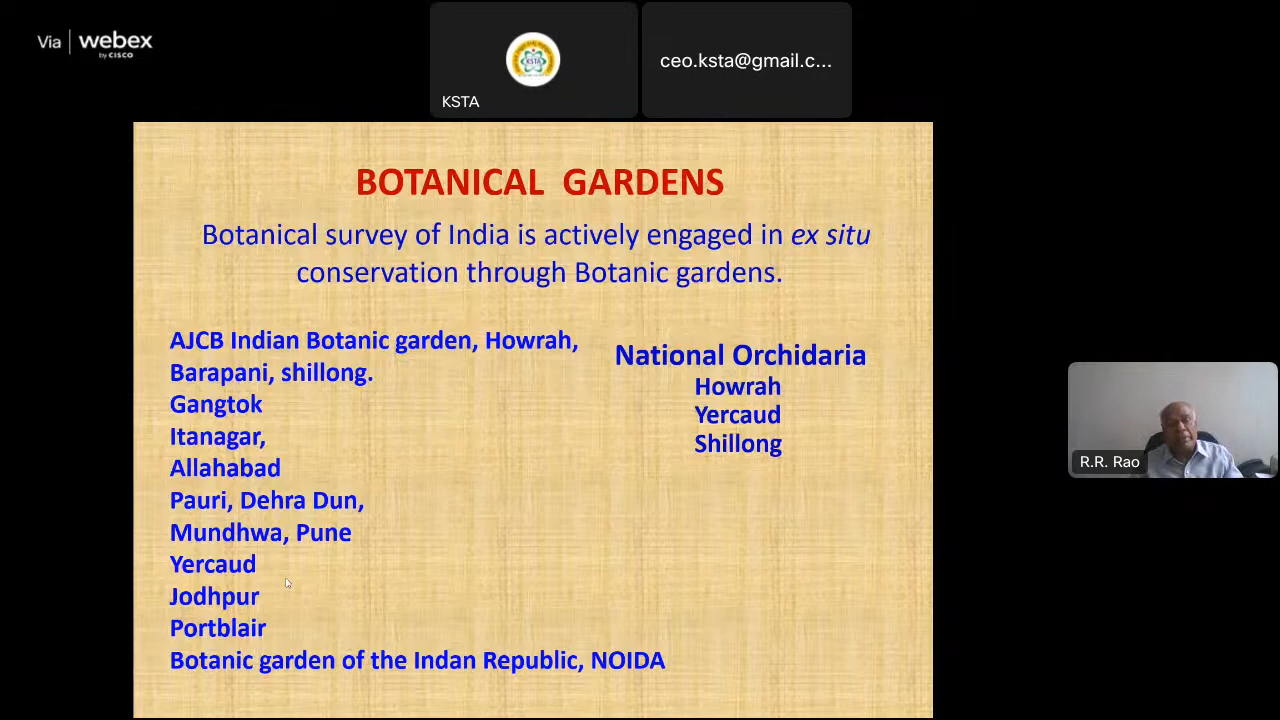 Via webex
by CISCO
KSTA
KSTA
ceo.ksta@gmail.c...
BOTANICAL GARDENS
Botanical survey of India is actively engaged in ex situ
conservation through Botanic gardens.
AJCB Indian Botanic garden, Howrah,
Barapani, shillong.
Gangtok
Itanagar,
Allahabad
Pauri, Dehra Dun,
Mundhwa, Pune
Yercaud
Jodhpur
Portblair
Botanic garden of the Indan Republic, NOIDA
National Orchidaria
Howrah
Yercaud
Shillong
R.R. Rao